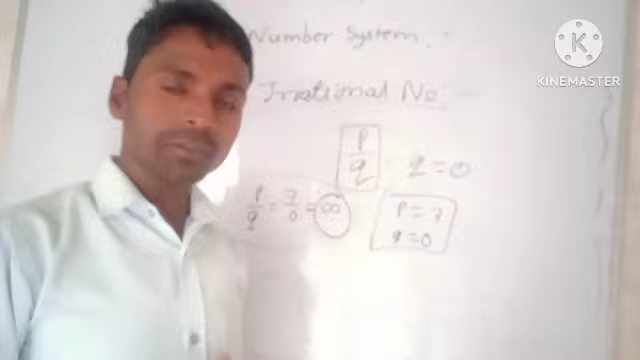 Number System :-
Irrational No :-
p/q q = 0
p/q = 7/0 = ∞
p = 7
q = 0
KINEMASTER